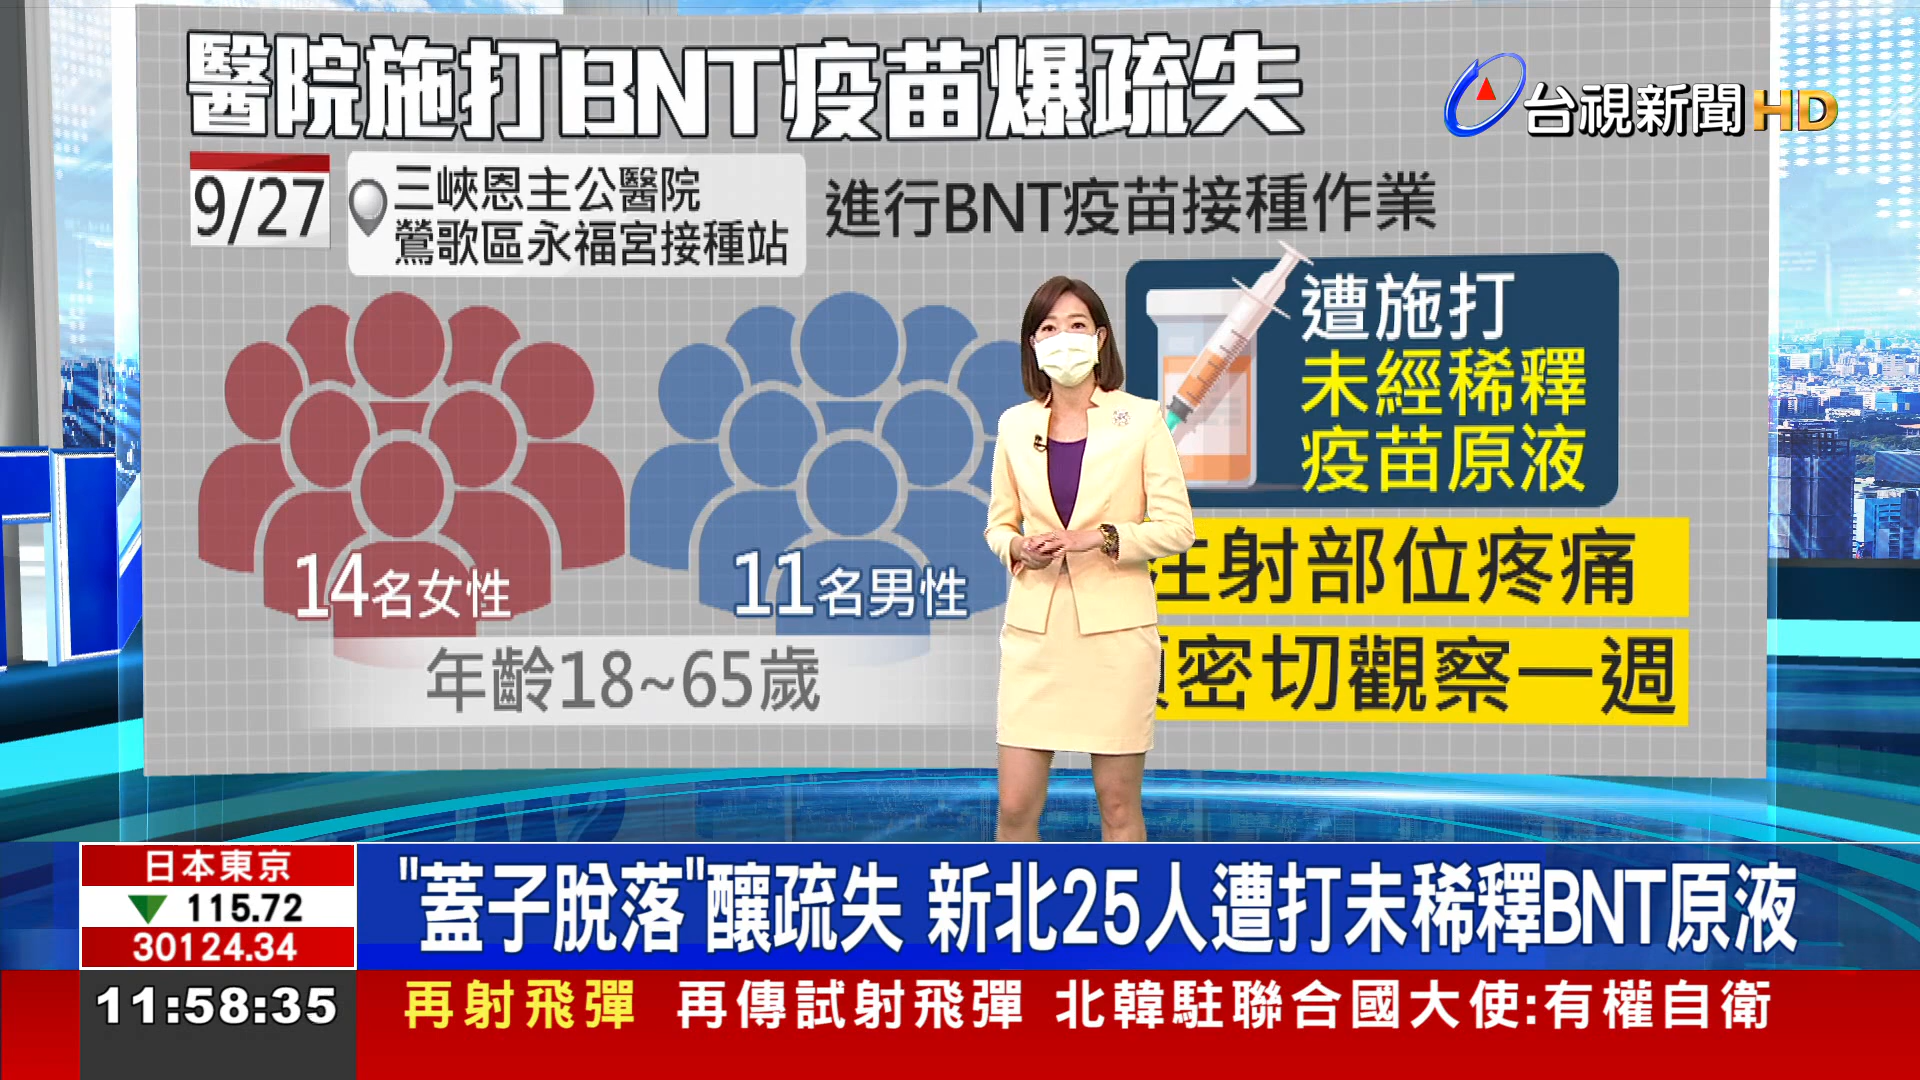 醫院施打BNT疫苗爆疏失
台視新聞HD
9/27
三峽恩主公醫院
鶯歌區永福宮接種站
進行BNT疫苗接種作業
遭施打
未經稀釋
疫苗原液
14名女性
11名男性
注射部位疼痛
年齡18~65歲
須密切觀察一週
日本東京
115.72
30124.34
"蓋子脫落"釀疏失 新北25人遭打未稀釋BNT原液
11:58:35
再射飛彈 再傳試射飛彈 北韓駐聯合國大使:有權自衛